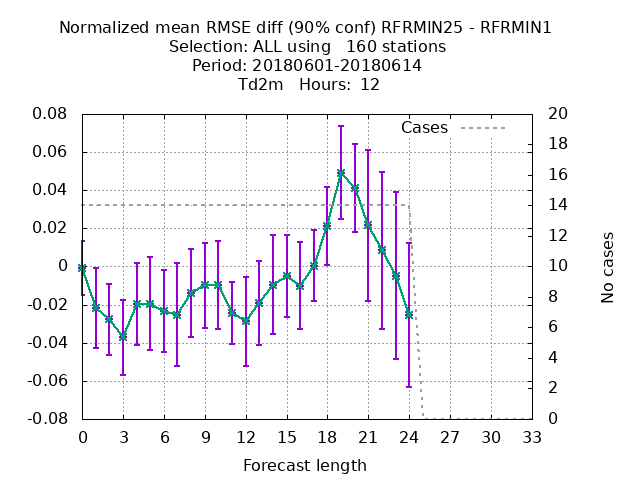 Normalized mean RMSE diff (90% conf) RFRMIN25 - RFRMIN1
Selection: ALL using   160 stations
Period: 20180601-20180614
Td2m   Hours:  12
Cases
0.08
0.06
0.04
0.02
0
-0.02
-0.04
-0.06
-0.08
20
18
16
14
12
10
8
6
4
2
0
No cases
0 3 6 9 12 15 18 21 24 27 30 33
Forecast length